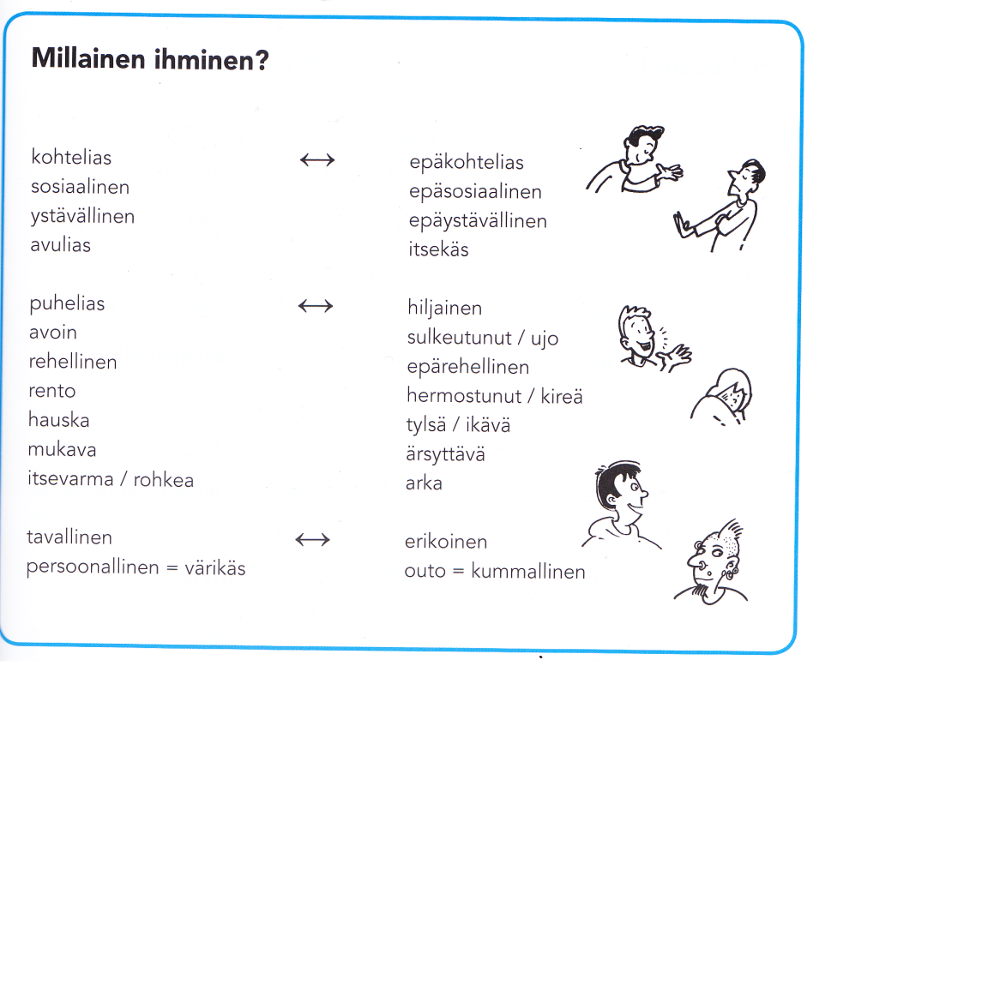 Millainen ihminen?
kohtelias ↔ epäkohtelias
sosiaalinen epäsosiaalinen
ystävällinen epäystävällinen
avulias itsekäs
puhelias ↔ hiljainen
avoin sulkeutunut / ujo
rehellinen epärehellinen
rento hermostunut / kireä
hauska tylsä / ikävä
mukava ärsyttävä
itsevarma / rohkea arka
tavallinen ↔ erikoinen
persoonallinen = värikäs outo = kummallinen